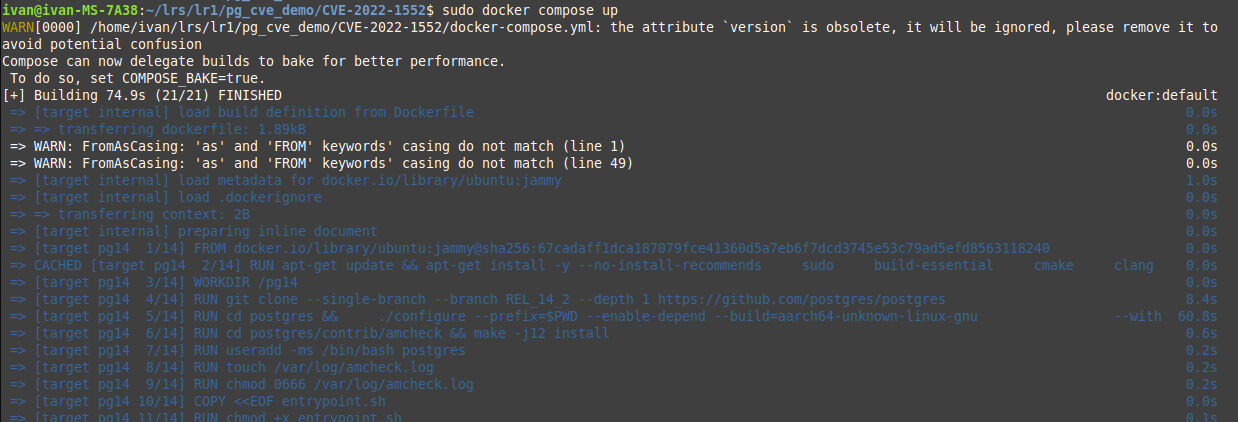 ivan@ivan-MS-7A38:~/lrs/lr1/pg_cve_demo/CVE-2022-1552$ sudo docker compose up
WARN[0000] /home/ivan/lrs/lr1/pg_cve_demo/CVE-2022-1552/docker-compose.yml: the attribute `version` is obsolete, it will be ignored, please remove it to
avoid potential confusion
Compose can now delegate builds to bake for better performance.
 To do so, set COMPOSE_BAKE=true.
[+] Building 74.9s (21/21) FINISHED docker:default
 => [target internal] load build definition from Dockerfile 0.0s
 => => transferring dockerfile: 1.89kB 0.0s
 => WARN: FromAsCasing: 'as' and 'FROM' keywords' casing do not match (line 1) 0.0s
 => WARN: FromAsCasing: 'as' and 'FROM' keywords' casing do not match (line 49) 0.0s
 => [target internal] load metadata for docker.io/library/ubuntu:jammy 1.0s
 => [target internal] load .dockerignore 0.0s
 => => transferring context: 2B 0.0s
 => [target internal] preparing inline document 0.0s
 => [target pg14  1/14] FROM docker.io/library/ubuntu:jammy@sha256:67cadaff1dca187079fce41360d5a7eb6f7dcd3745e53c79ad5efd8563118240 0.0s
 => CACHED [target pg14  2/14] RUN apt-get update && apt-get install -y --no-install-recommends     sudo     build-essential     cmake     clang 0.0s
 => [target pg14  3/14] WORKDIR /pg14 0.0s
 => [target pg14  4/14] RUN git clone --single-branch --branch REL_14_2 --depth 1 https://github.com/postgres/postgres 8.4s
 => [target pg14  5/14] RUN cd postgres &&     ./configure --prefix=$PWD --enable-depend --build=aarch64-unknown-linux-gnu                 --with 60.8s
 => [target pg14  6/14] RUN cd postgres/contrib/amcheck && make -j12 install 0.6s
 => [target pg14  7/14] RUN useradd -ms /bin/bash postgres 0.2s
 => [target pg14  8/14] RUN touch /var/log/amcheck.log 0.2s
 => [target pg14  9/14] RUN chmod 0666 /var/log/amcheck.log 0.2s
 => [target pg14 10/14] COPY <<EOF entrypoint.sh 0.0s
 => [target pg14 11/14] RUN chmod +x entrypoint.sh 0.1s